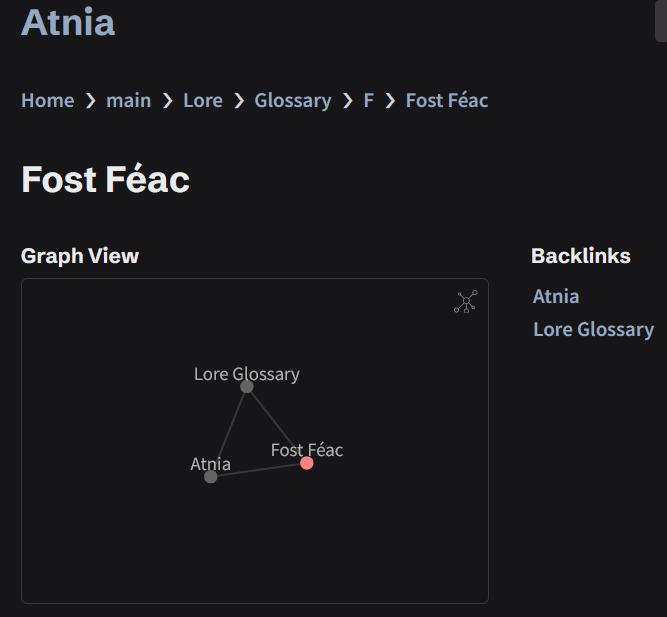 Atnia
Home ❯ main ❯ Lore ❯ Glossary ❯ F ❯ Fost Féac
Fost Féac
Graph View
Lore Glossary
Fost Féac
Atnia
Backlinks
Atnia
Lore Glossary